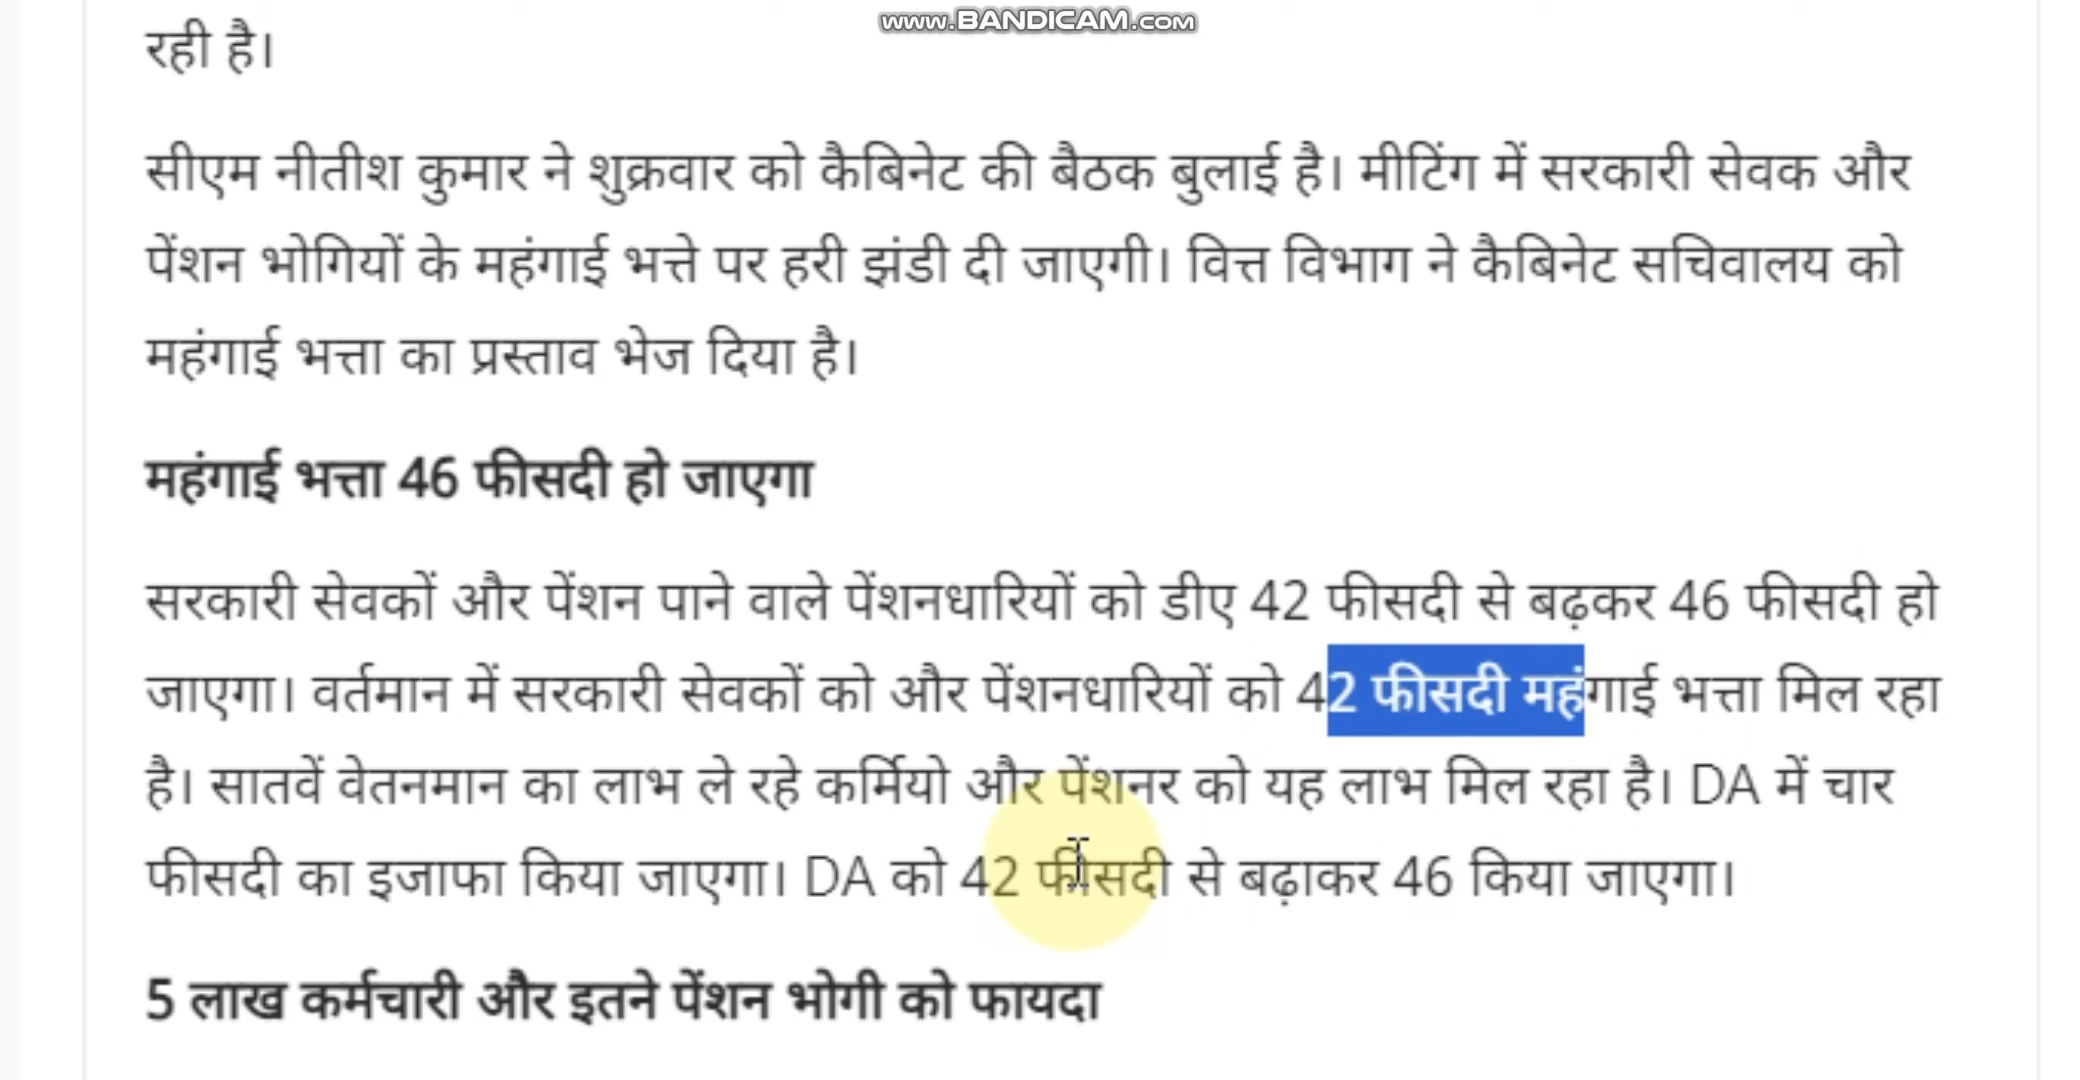 www.BANDICAM.com
रही है।
सीएम नीतीश कुमार ने शुक्रवार को कैबिनेट की बैठक बुलाई है। मीटिंग में सरकारी सेवक और
पेंशन भोगियों के महंगाई भत्ते पर हरी झंडी दी जाएगी। वित्त विभाग ने कैबिनेट सचिवालय को
महंगाई भत्ता का प्रस्ताव भेज दिया है।
महंगाई भत्ता 46 फीसदी हो जाएगा
सरकारी सेवकों और पेंशन पाने वाले पेंशनधारियों को डीए 42 फीसदी से बढ़कर 46 फीसदी हो
जाएगा। वर्तमान में सरकारी सेवकों को और पेंशनधारियों को 42 फीसदी महंगाई भत्ता मिल रहा
है। सातवें वेतनमान का लाभ ले रहे कर्मियो और पेंशनर को यह लाभ मिल रहा है। DA में चार
फीसदी का इजाफा किया जाएगा। DA को 42 फीसदी से बढ़ाकर 46 किया जाएगा।
5 लाख कर्मचारी और इतने पेंशन भोगी को फायदा